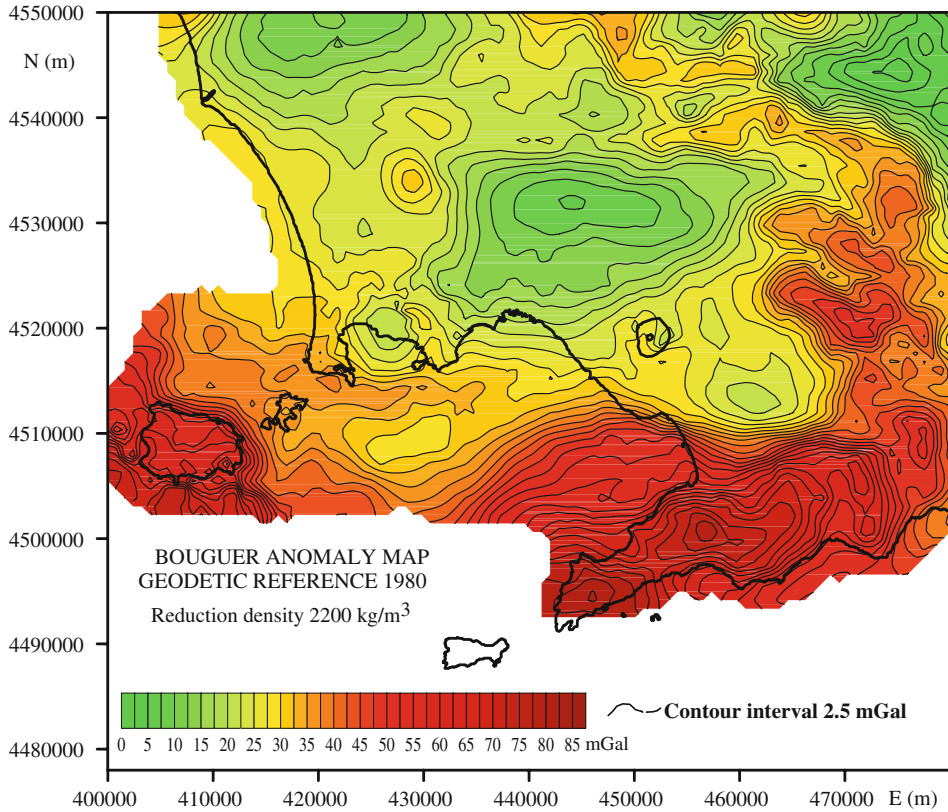 4550000
N (m)
4540000
4530000
4520000
4510000
4500000
4490000
4480000
BOUGUER ANOMALY MAP
GEODETIC REFERENCE 1980
Reduction density 2200 kg/m³
Contour interval 2.5 mGal
0 5 10 15 20 25 30 35 40 45 50 55 60 65 70 75 80 85 mGal
400000 410000 420000 430000 440000 450000 460000 470000 E (m)